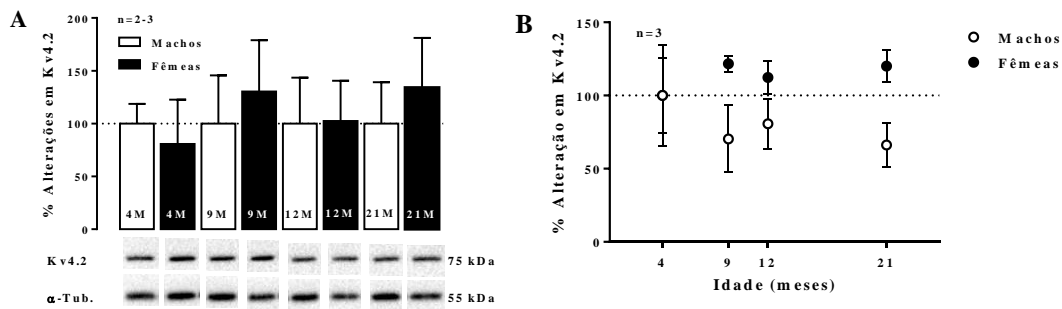 A
n=2-3
Machos
Fêmeas
% Alterações em Kv4.2
200
150
100
50
0
4M 4M 9M 9M 12M 12M 21M 21M
Kv4.2 75 kDa
α-Tub. 55 kDa
B
n=3
Machos
Fêmeas
% Alteração em Kv4.2
150
100
50
0
4 9 12 21
Idade (meses)